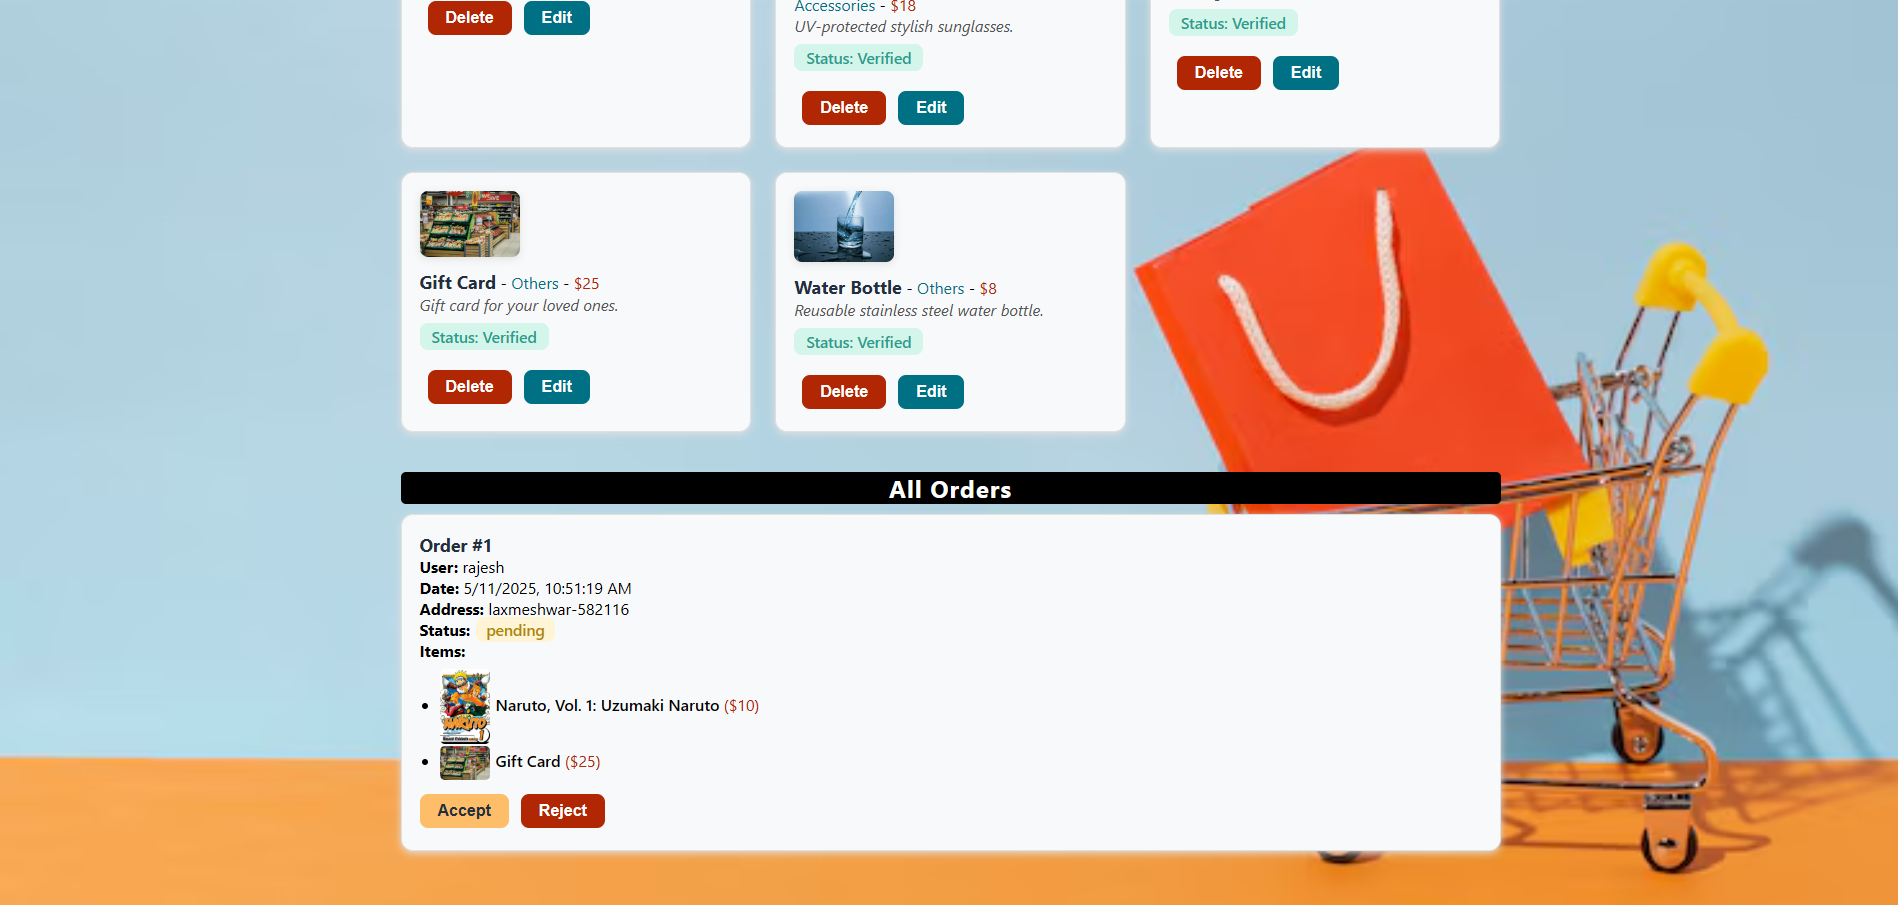 Delete Edit
Accessories - $18
UV-protected stylish sunglasses.
Status: Verified
Delete Edit
Status: Verified
Delete Edit
Gift Card - Others - $25
Gift card for your loved ones.
Status: Verified
Delete Edit
Water Bottle - Others - $8
Reusable stainless steel water bottle.
Status: Verified
Delete Edit
All Orders
Order #1
User: rajesh
Date: 5/11/2025, 10:51:19 AM
Address: laxmeshwar-582116
Status: pending
Items:
Naruto, Vol. 1: Uzumaki Naruto ($10)
Gift Card ($25)
Accept Reject